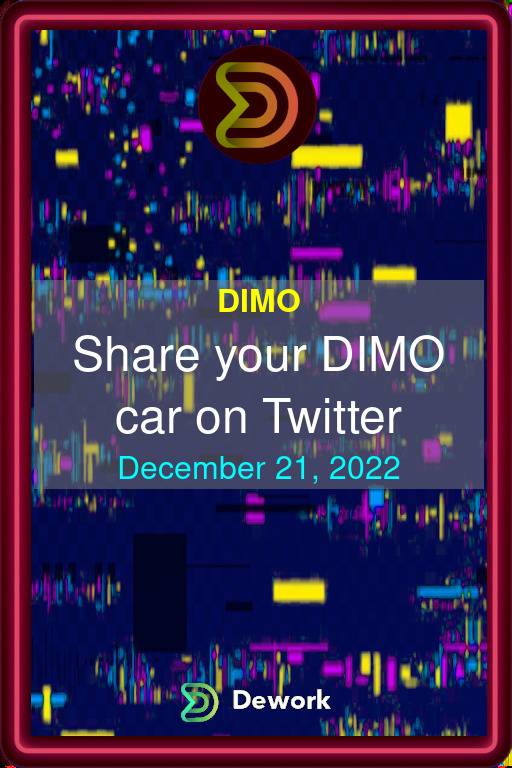 DIMO
Share your DIMO
car on Twitter
December 21, 2022
Dework